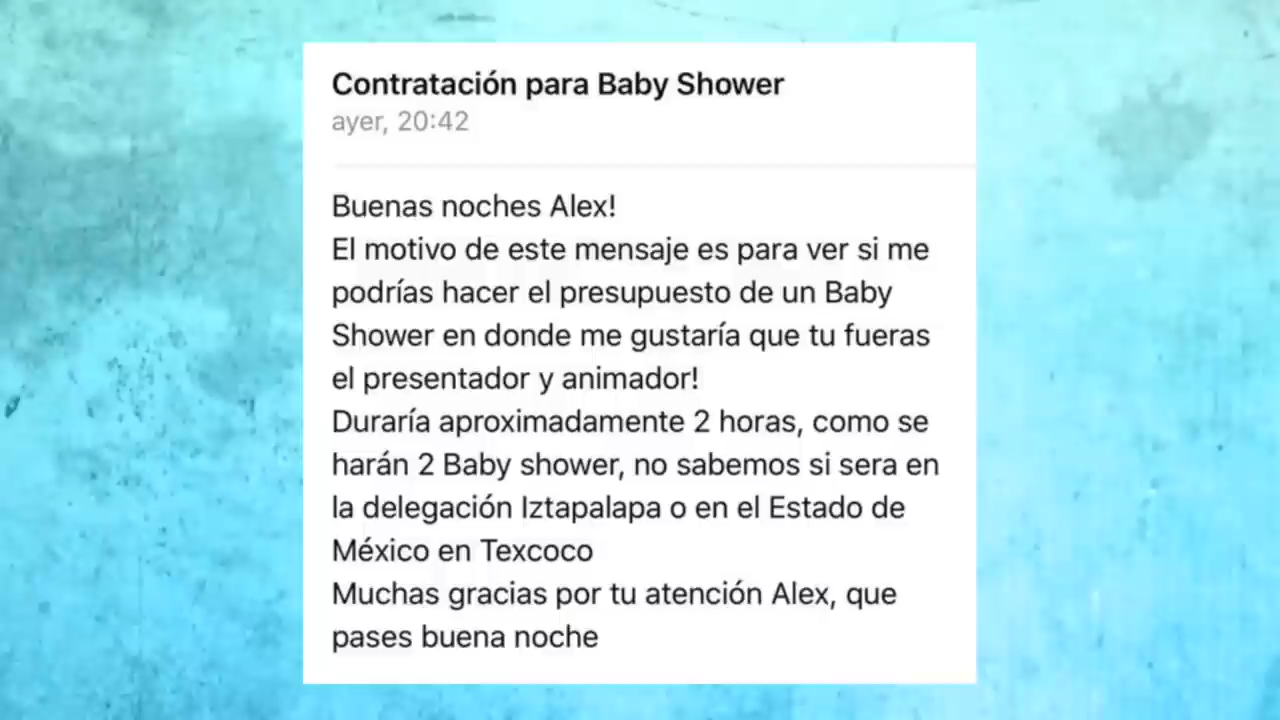 Contratación para Baby Shower
ayer, 20:42
Buenas noches Alex!
El motivo de este mensaje es para ver si me
podrías hacer el presupuesto de un Baby
Shower en donde me gustaría que tu fueras
el presentador y animador!
Duraría aproximadamente 2 horas, como se
harán 2 Baby shower, no sabemos si sera en
la delegación Iztapalapa o en el Estado de
México en Texcoco
Muchas gracias por tu atención Alex, que
pases buena noche